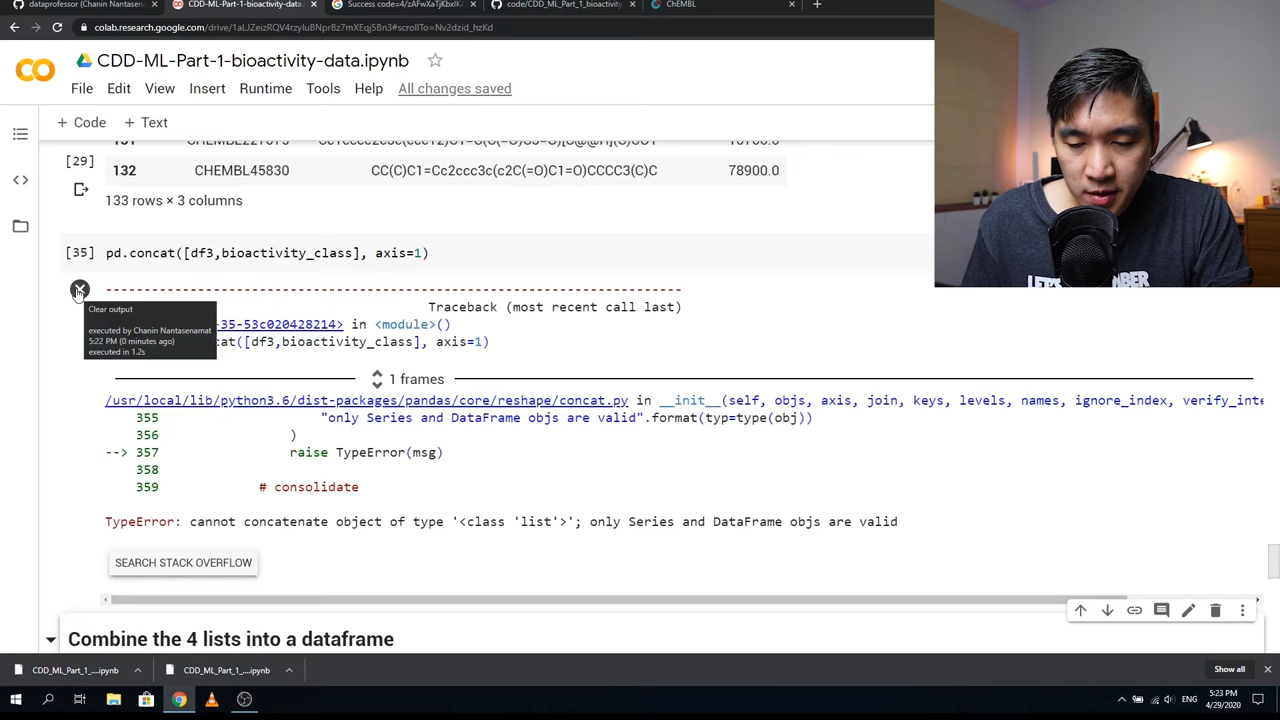 dataprofessor (Chanin Nantasen
CDD-ML-Part-1-bioactivity-data.i
Success code=4/zAFwXaTjKbxIK
code/CDD_ML_Part_1_bioactivity
ChEMBL
colab.research.google.com/drive/1aLJZeizRQV4rzyIuBNprBz7mXEqj5Bn3#scrollTo=Nv2dzid_hzKd
CO
CDD-ML-Part-1-bioactivity-data.ipynb
File Edit View Insert Runtime Tools Help All changes saved
+ Code + Text
[29]
132 CHEMBL45830 CC(C)C1=Cc2ccc3c(c2C(=O)C1=O)CCCC3(C)C 78900.0
133 rows × 3 columns
[35] pd.concat([df3,bioactivity_class], axis=1)
Traceback (most recent call last)
Clear output
executed by Chanin Nantasenamat
5:22 PM (0 minutes ago)
executed in 1.2s
-35-53c020428214> in <module>()
cat([df3,bioactivity_class], axis=1)
1 frames
/usr/local/lib/python3.6/dist-packages/pandas/core/reshape/concat.py in __init__(self, objs, axis, join, keys, levels, names, ignore_index, verify_inte
355 "only Series and DataFrame objs are valid".format(typ=type(obj))
356 )
--> 357 raise TypeError(msg)
358
359 # consolidate
TypeError: cannot concatenate object of type '<class 'list'>'; only Series and DataFrame objs are valid
SEARCH STACK OVERFLOW
Combine the 4 lists into a dataframe
CDD_ML_Part_1_....ipynb
CDD_ML_Part_1_....ipynb
Show all
ENG
5:23 PM
4/29/2020